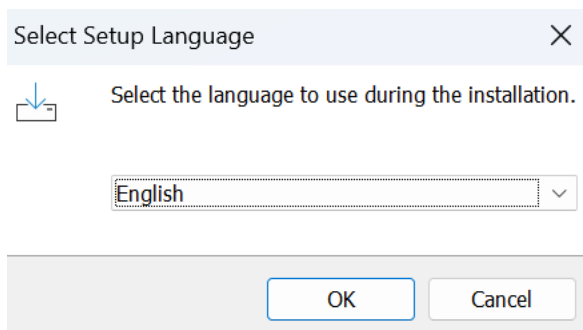 Select Setup Language
Select the language to use during the installation.
English
OK
Cancel